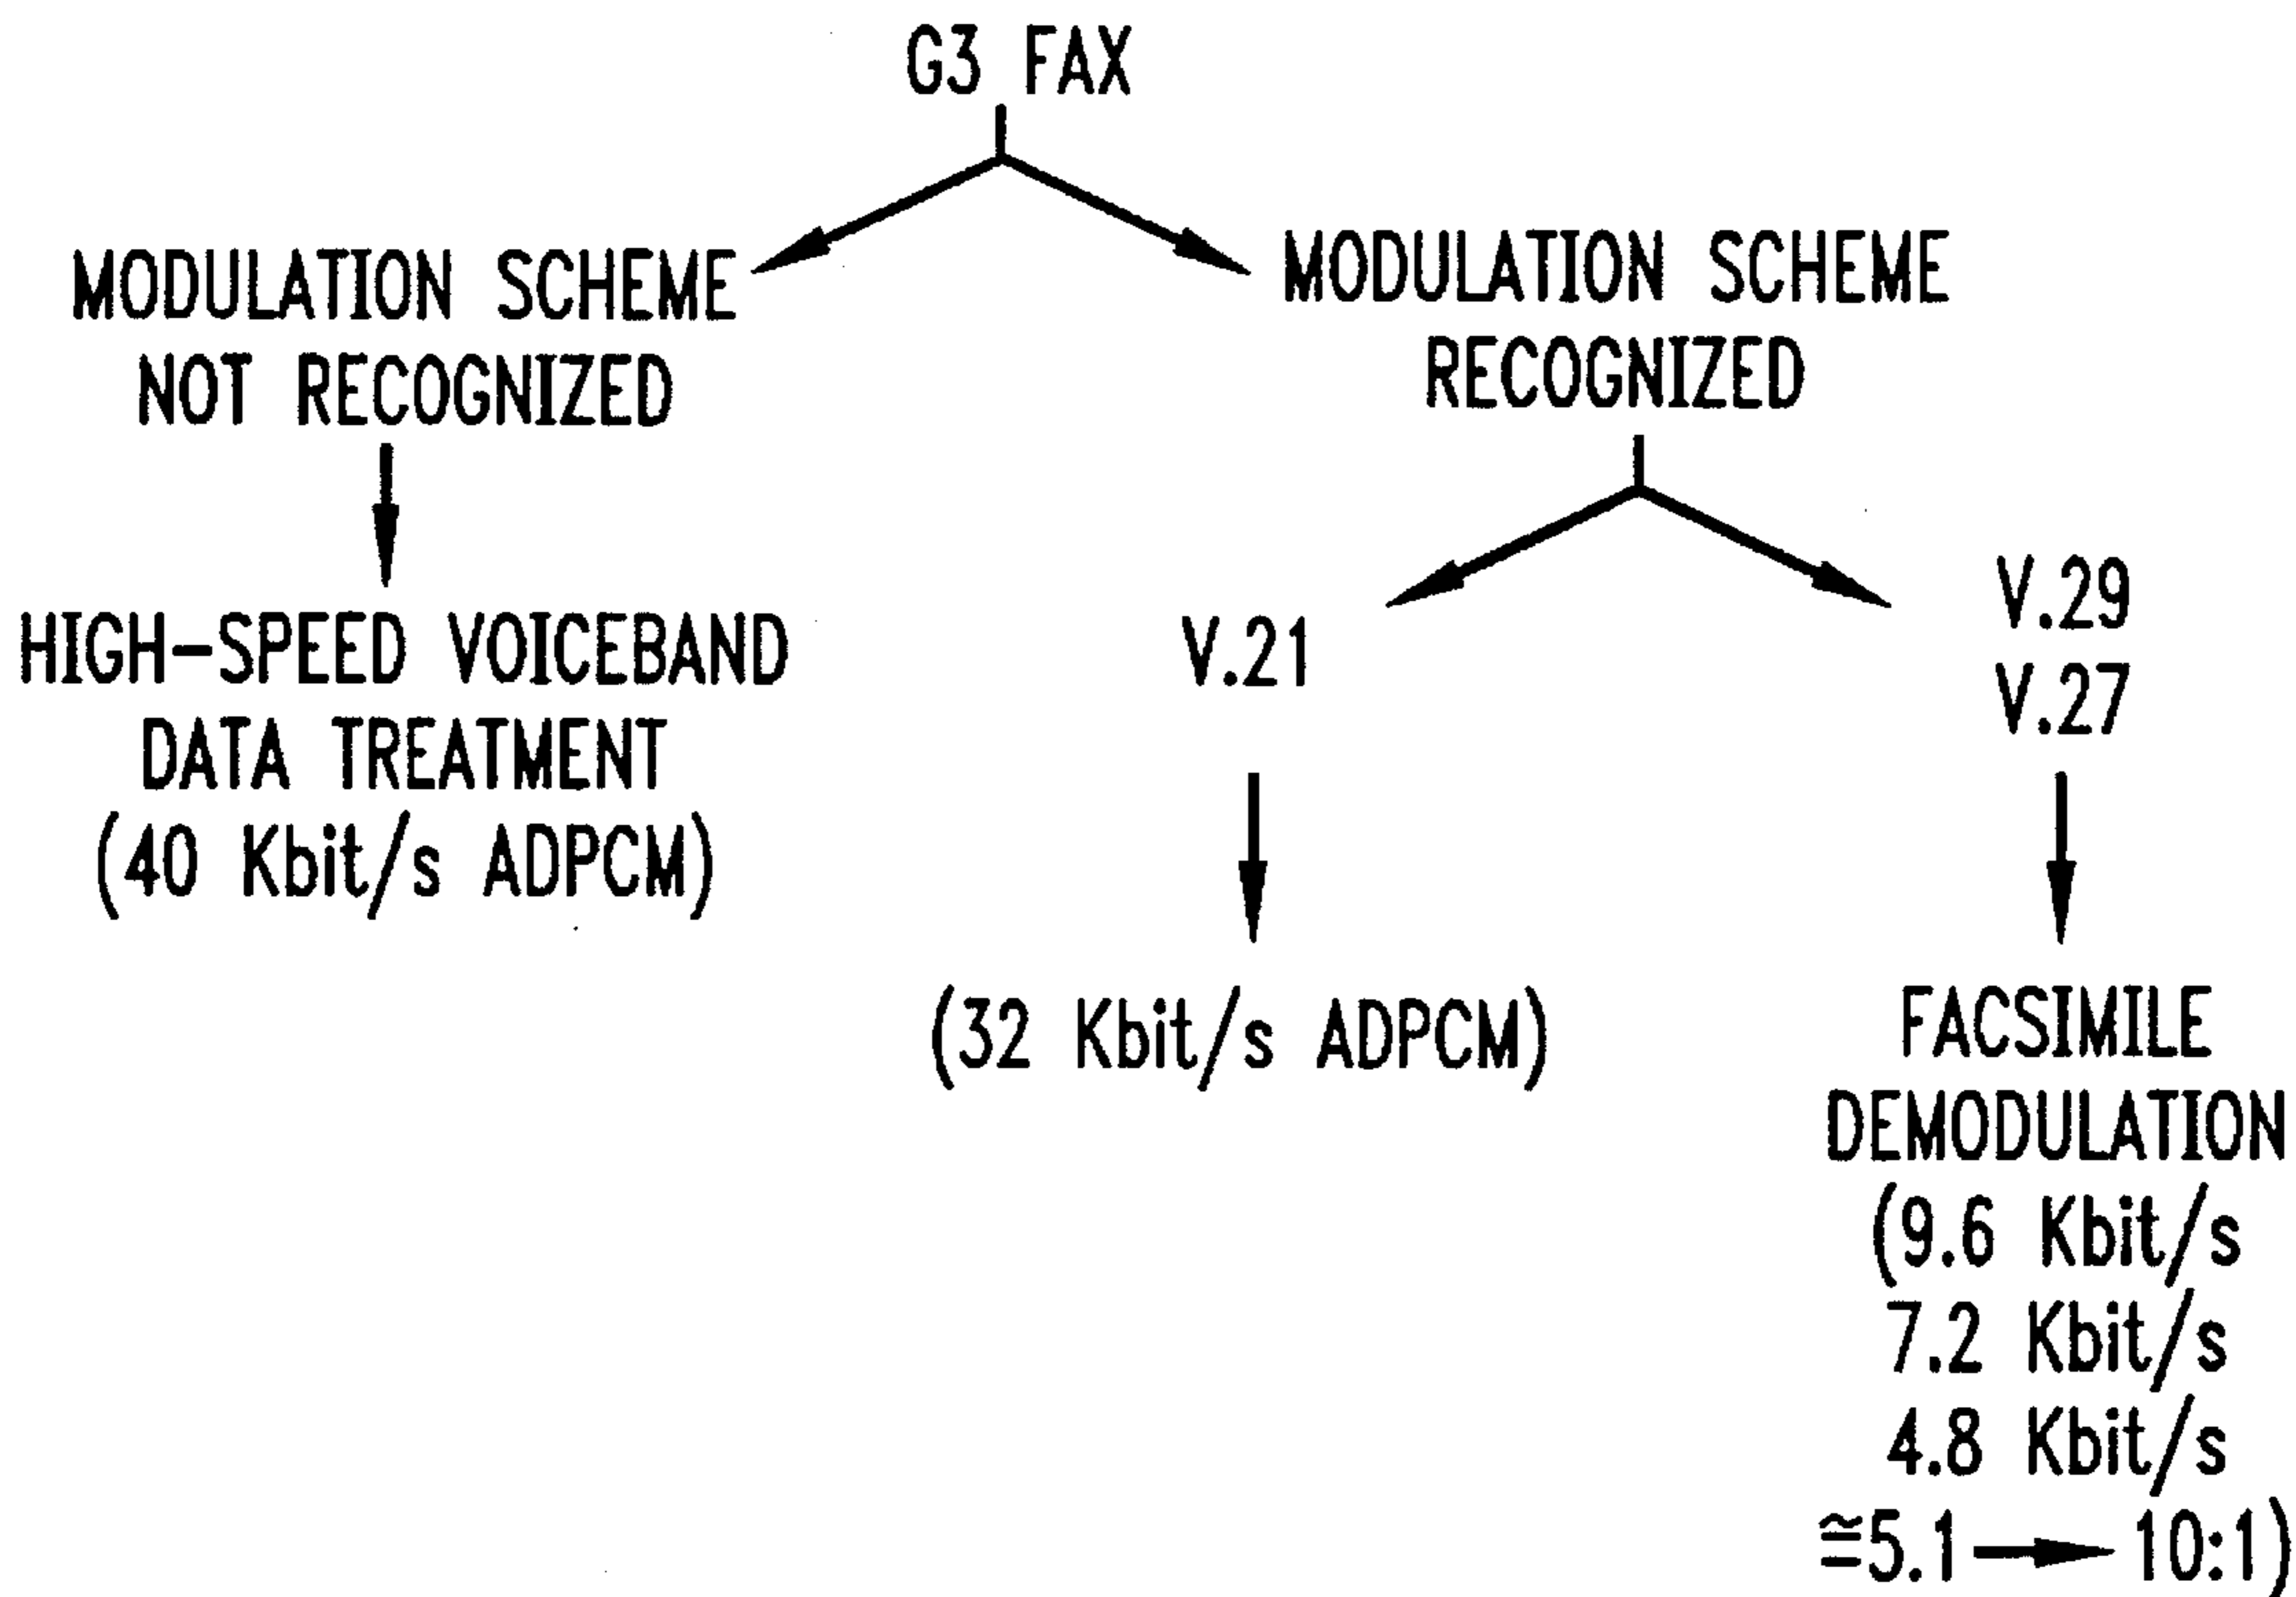 G3 FAX
MODULATION SCHEME
NOT RECOGNIZED
HIGH-SPEED VOICEBAND
DATA TREATMENT
(40 Kbit/s ADPCM)
MODULATION SCHEME
RECOGNIZED
V.21
(32 Kbit/s ADPCM)
V.29
V.27
FACSIMILE
DEMODULATION
(9.6 Kbit/s
7.2 Kbit/s
4.8 Kbit/s
≅5.1 → 10:1)